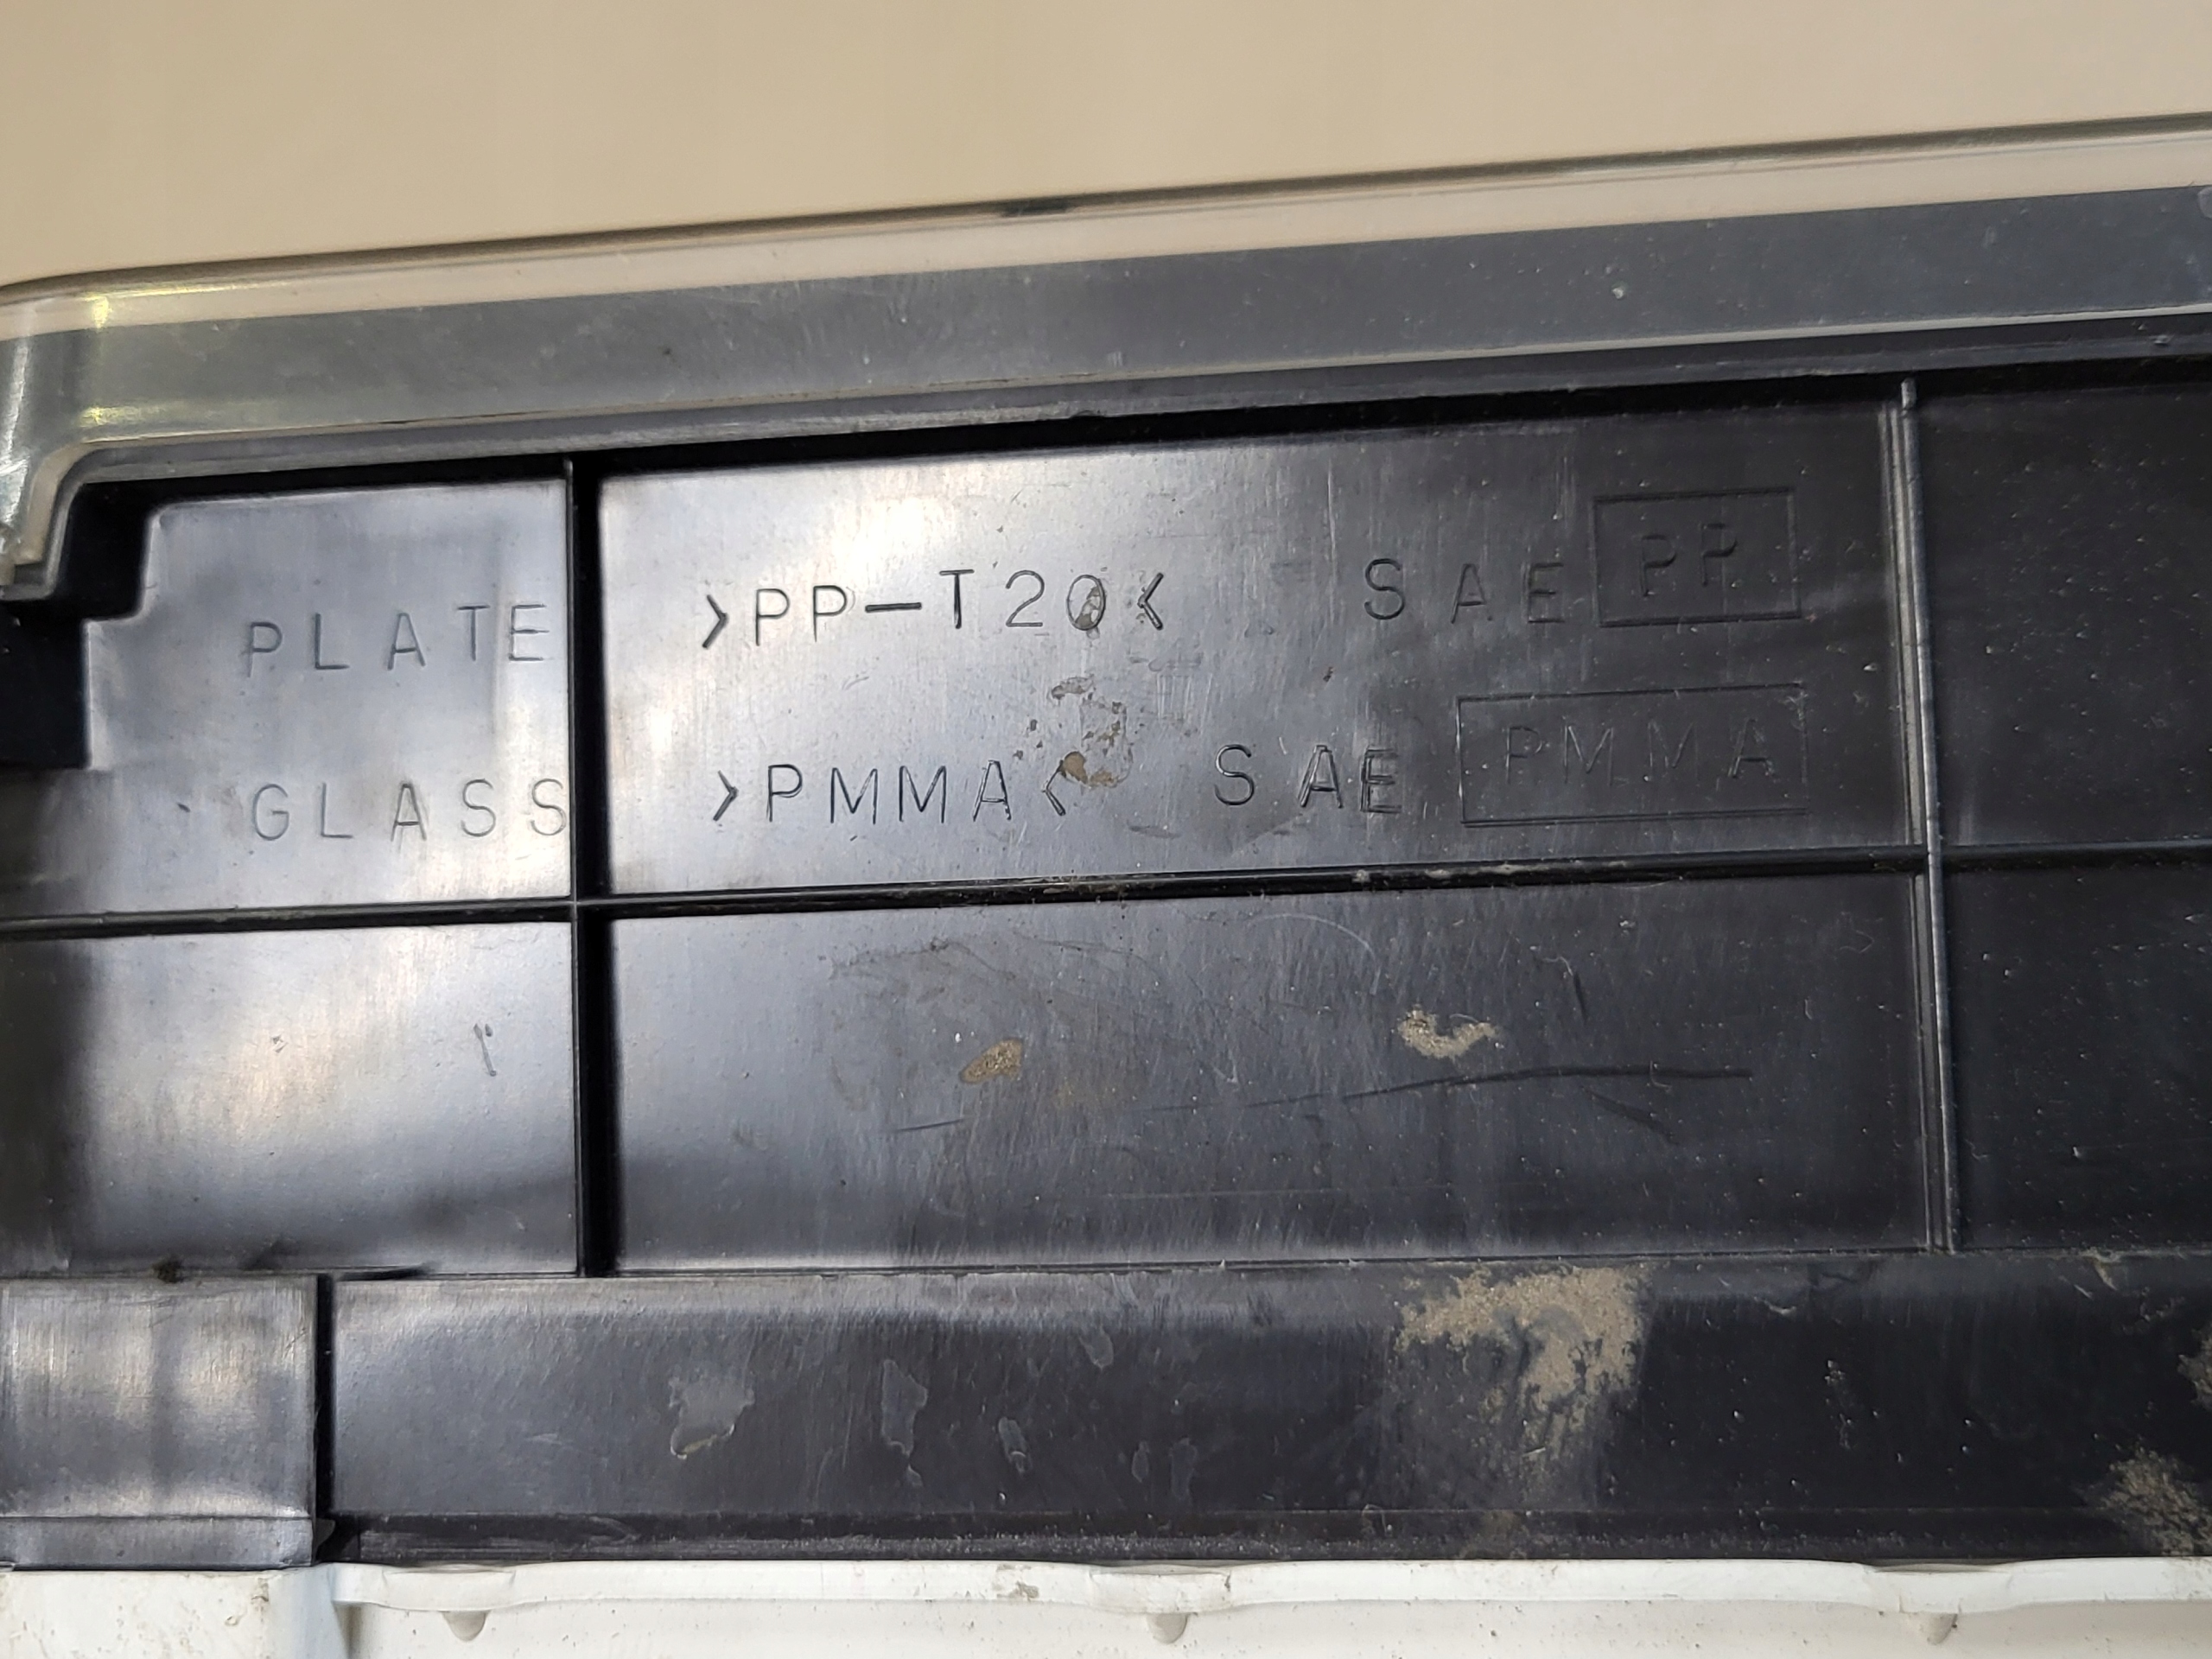 PLATE >PP-T20< SAE PP
GLASS >PMMA< SAE PMMA